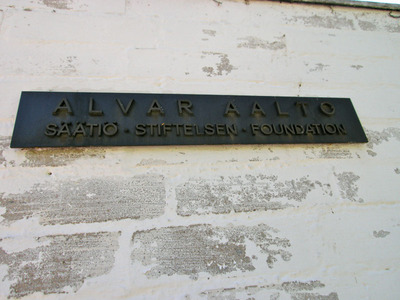 ALVAR AALTO
SÄÄTIÖ · STIFTELSEN · FOUNDATION